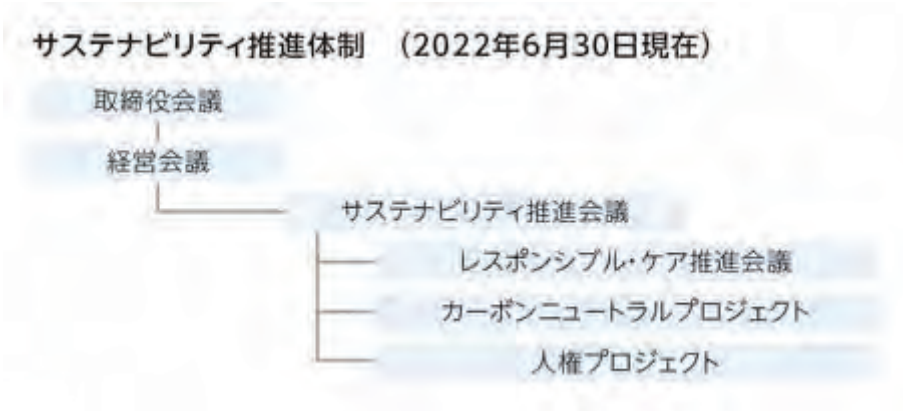 サステナビリティ推進体制　（2022年6月30日現在）
取締役会議
経営会議
サステナビリティ推進会議
レスポンシブル・ケア推進会議
カーボンニュートラルプロジェクト
人権プロジェクト